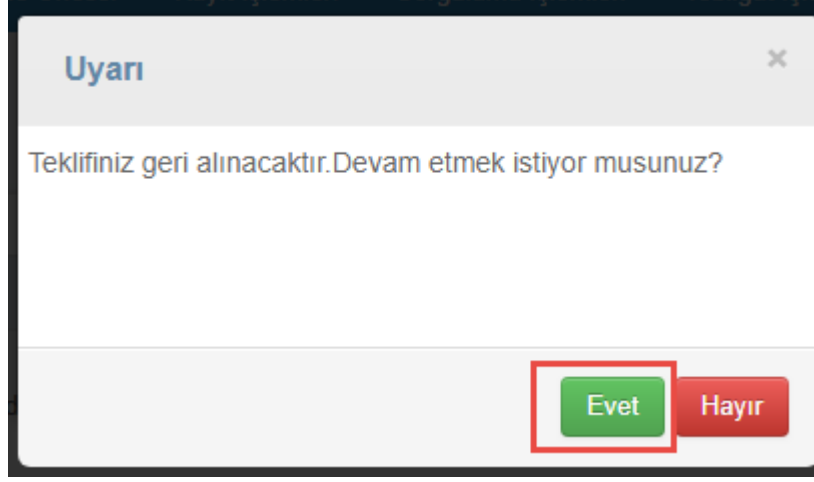 Uyarı
×
Teklifiniz geri alınacaktır.Devam etmek istiyor musunuz?
Evet
Hayır